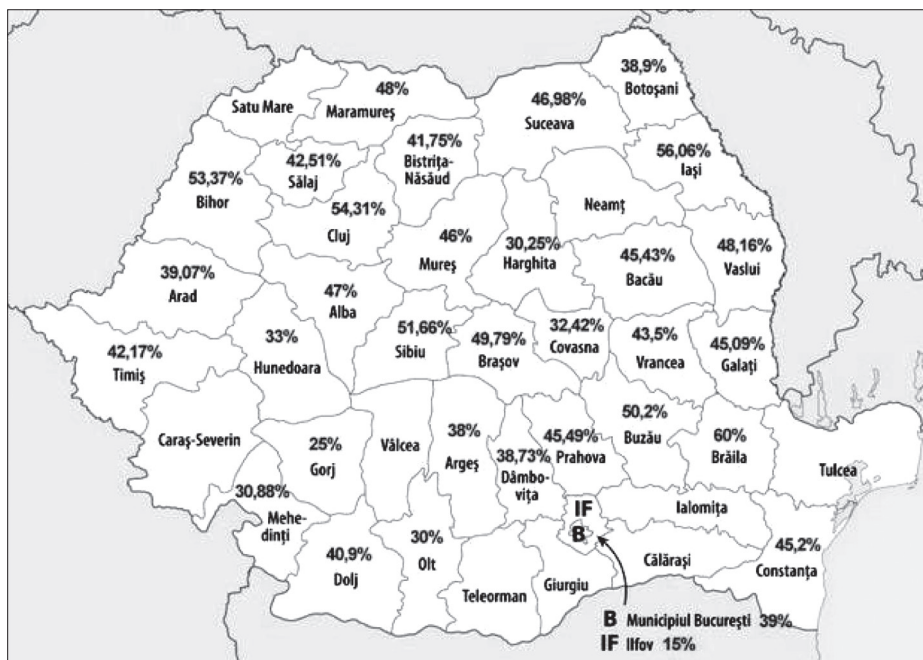 38,9%
Botoșani
48%
Maramureș
Satu Mare
46,98%
Suceava
41,75%
Bistrița-
Năsăud
42,51%
Sălaj
56,06%
Iași
53,37%
Bihor
54,31%
Cluj
Neamț
46%
Mureș
30,25%
Harghita
45,43%
Bacău
48,16%
Vaslui
39,07%
Arad
47%
Alba
33%
Hunedoara
51,66%
Sibiu
49,79%
Brașov
32,42%
Covasna
43,5%
Vrancea
45,09%
Galați
42,17%
Timiș
Caraș-Severin
25%
Gorj
Vâlcea
38%
Argeș
38,73%
Dâmbo-
vița
45,49%
Prahova
50,2%
Buzău
60%
Brăila
Tulcea
30,88%
Mehe-
dinți
40,9%
Dolj
30%
Olt
Teleorman
Giurgiu
IF
B
Ialomița
Călărași
45,2%
Constanța
B Municipiul București 39%
IF Ilfov 15%